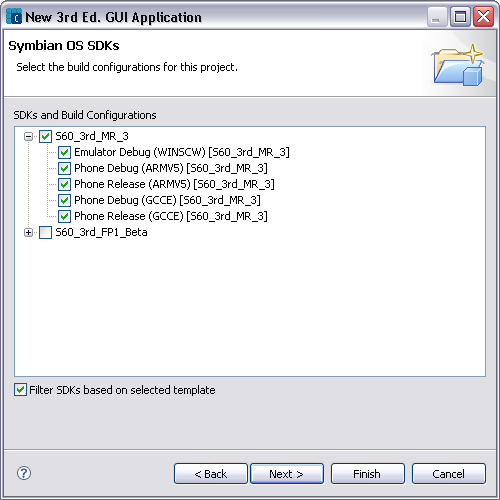 New 3rd Ed. GUI Application
Symbian OS SDKs
Select the build configurations for this project.
SDKs and Build Configurations
S60_3rd_MR_3
Emulator Debug (WINSCW) [S60_3rd_MR_3]
Phone Debug (ARMV5) [S60_3rd_MR_3]
Phone Release (ARMV5) [S60_3rd_MR_3]
Phone Debug (GCCE) [S60_3rd_MR_3]
Phone Release (GCCE) [S60_3rd_MR_3]
S60_3rd_FP1_Beta
Filter SDKs based on selected template
?
< Back Next > Finish Cancel